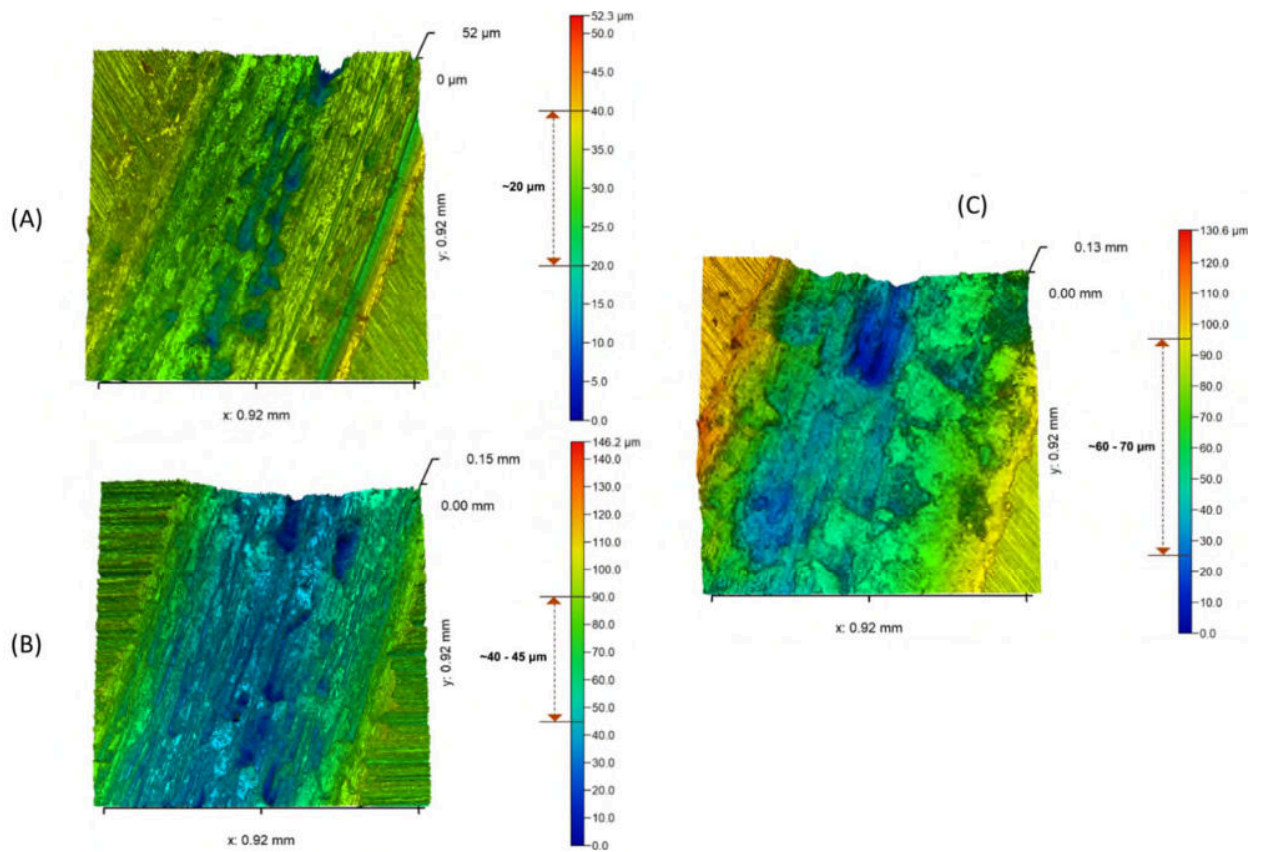 (A)
52 µm
0 µm
y: 0.92 mm
x: 0.92 mm
52.3 µm
50.0
45.0
40.0
35.0
30.0
25.0
20.0
15.0
10.0
5.0
0.0
~20 µm
(B)
0.15 mm
0.00 mm
y: 0.92 mm
x: 0.92 mm
146.2 µm
140.0
130.0
120.0
110.0
100.0
90.0
80.0
70.0
60.0
50.0
40.0
30.0
20.0
10.0
0.0
~40 - 45 µm
(C)
0.13 mm
0.00 mm
y: 0.92 mm
x: 0.92 mm
130.6 µm
120.0
110.0
100.0
90.0
80.0
70.0
60.0
50.0
40.0
30.0
20.0
10.0
0.0
~60 - 70 µm